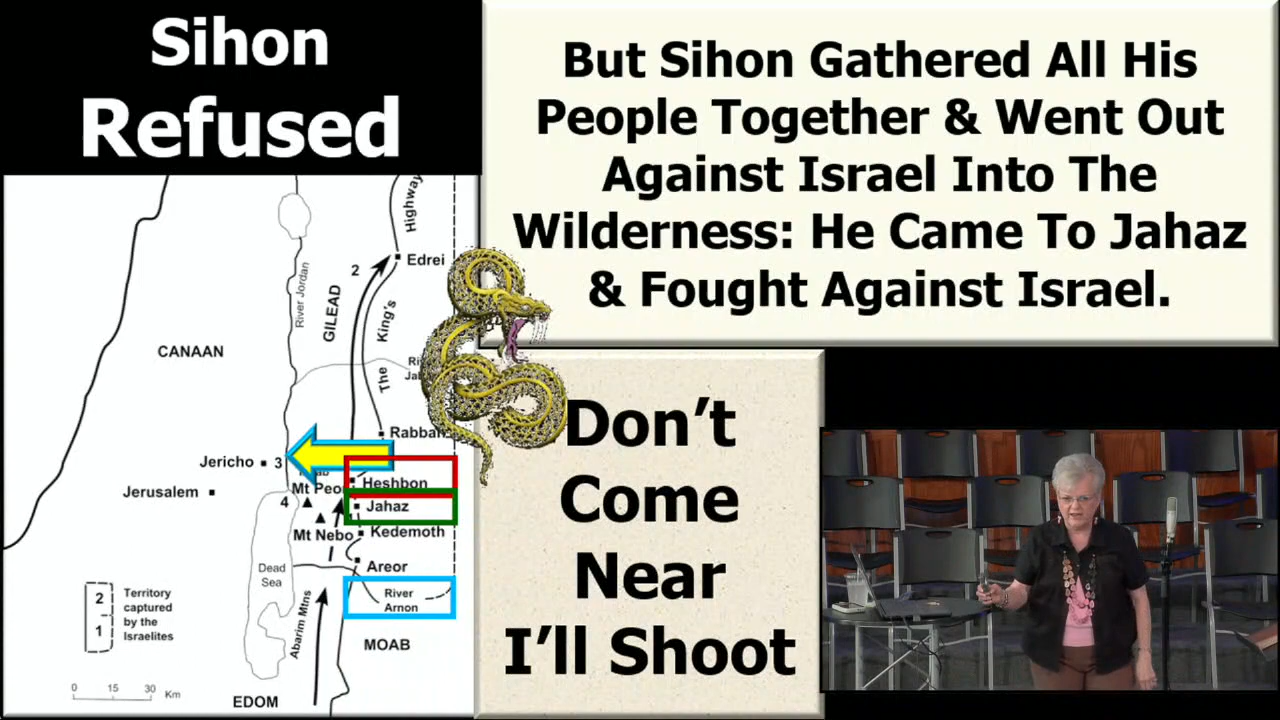 Sihon
Refused
But Sihon Gathered All His
People Together & Went Out
Against Israel Into The
Wilderness: He Came To Jahaz
& Fought Against Israel.
Highway
Edrei
2
River Jordan
GILEAD
The King's
CANAAN
Rabbah
Jericho
3
Heshbon
Mt Peor
Jerusalem
4
Jahaz
Mt Nebo
Kedemoth
Areor
Dead
Sea
River
Arnon
Abarim Mtns
2
1
Territory
captured
by the
Israelites
MOAB
0 15 30 Km
EDOM
Don't
Come
Near
I'll Shoot